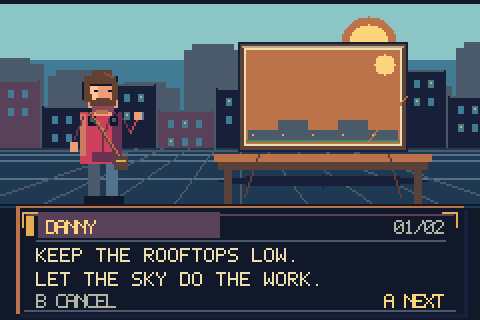 DANNY 01/02
KEEP THE ROOFTOPS LOW.
LET THE SKY DO THE WORK.
B CANCEL A NEXT